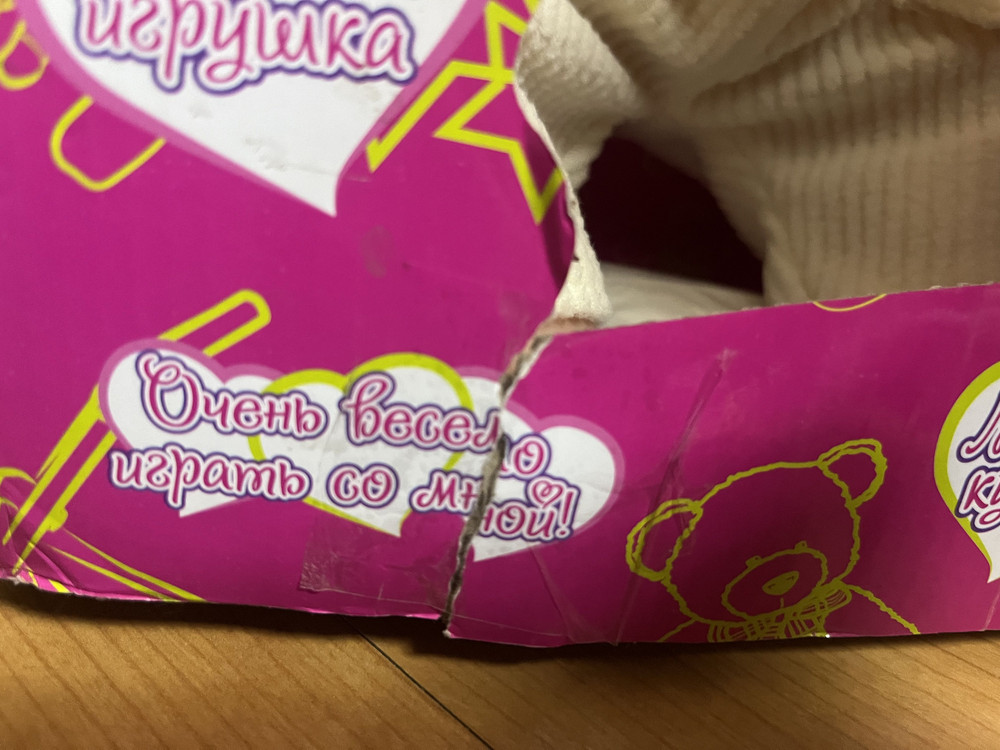 игрушка
Очень весело
играть со мной!